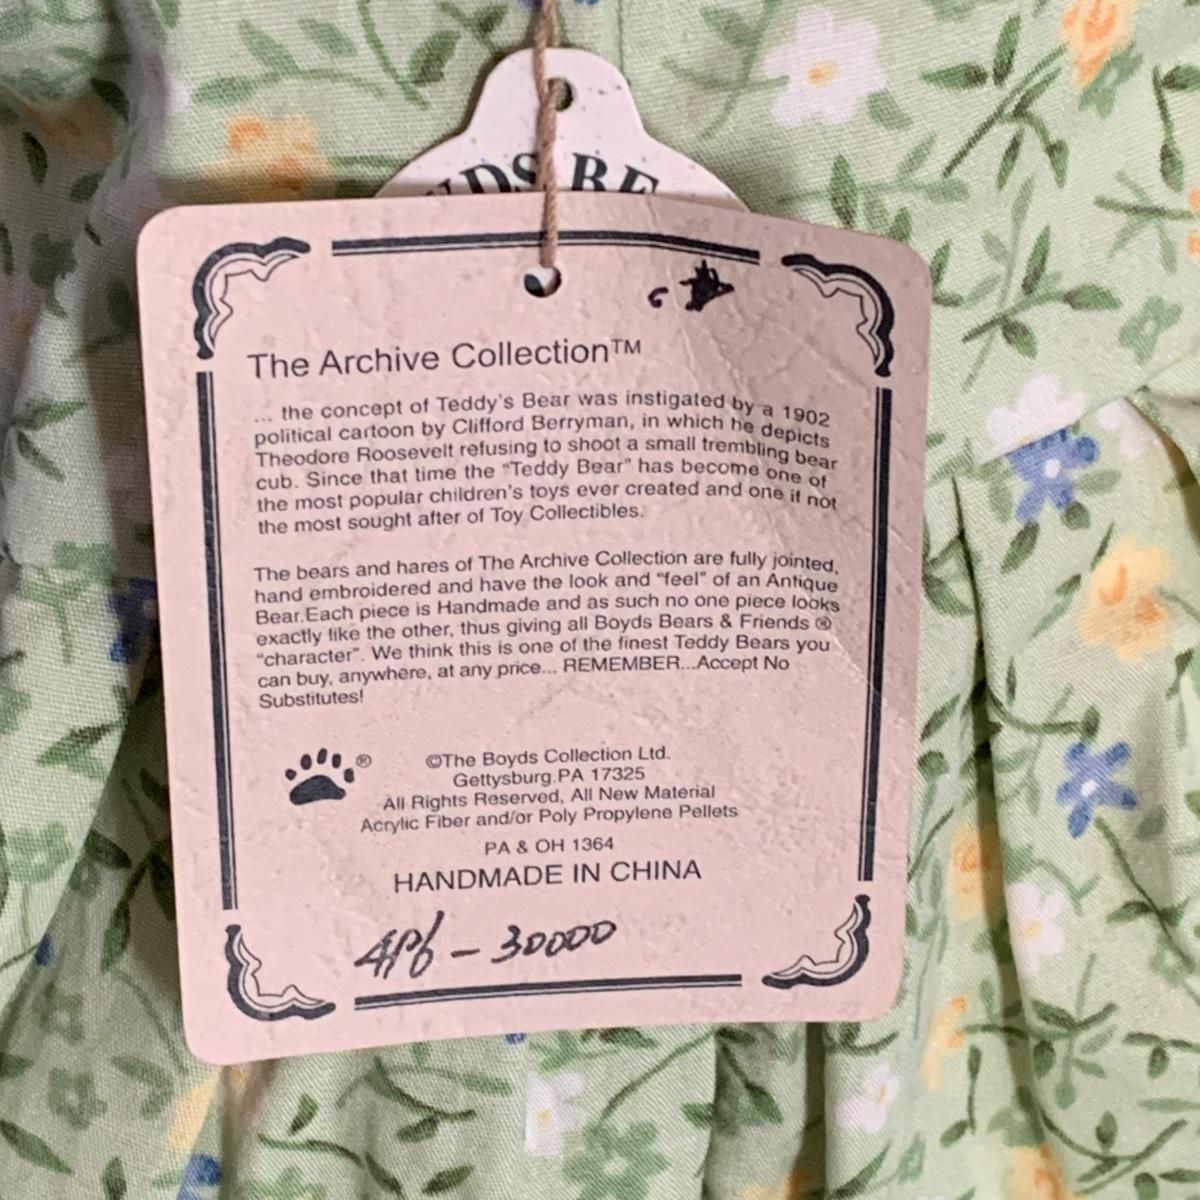 The Archive Collection™
... the concept of Teddy's Bear was instigated by a 1902
political cartoon by Clifford Berryman, in which he depicts
Theodore Roosevelt refusing to shoot a small trembling bear
cub. Since that time the "Teddy Bear" has become one of
the most popular children's toys ever created and one if not
the most sought after of Toy Collectibles.
The bears and hares of The Archive Collection are fully jointed,
hand embroidered and have the look and "feel" of an Antique
Bear.Each piece is Handmade and as such no one piece looks
exactly like the other, thus giving all Boyds Bears & Friends ®
"character". We think this is one of the finest Teddy Bears you
can buy, anywhere, at any price... REMEMBER...Accept No
Substitutes!
®
©The Boyds Collection Ltd.
Gettysburg.PA 17325
All Rights Reserved, All New Material
Acrylic Fiber and/or Poly Propylene Pellets
PA & OH 1364
HANDMADE IN CHINA
30000